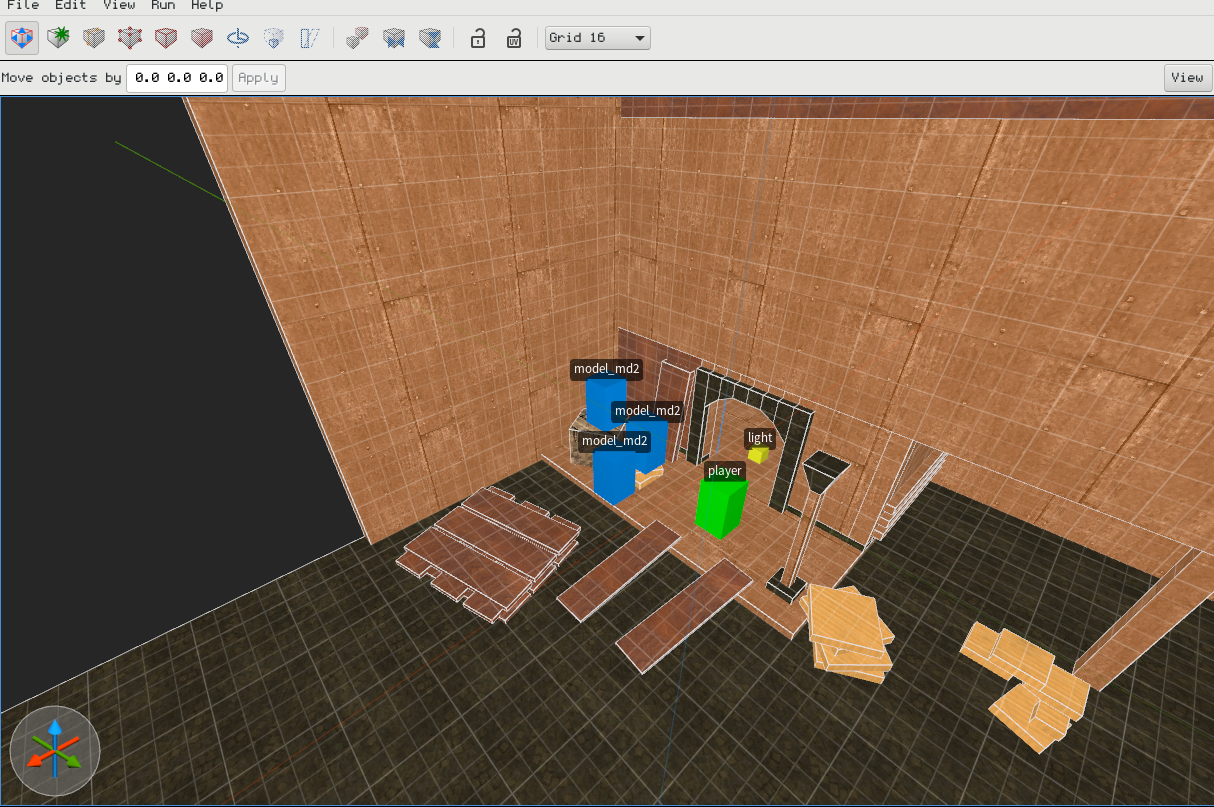 File Edit View Run Help
UV
Grid 16
Move objects by 0.0 0.0 0.0 Apply View
model_md2
model_md2
model_md2
light
player